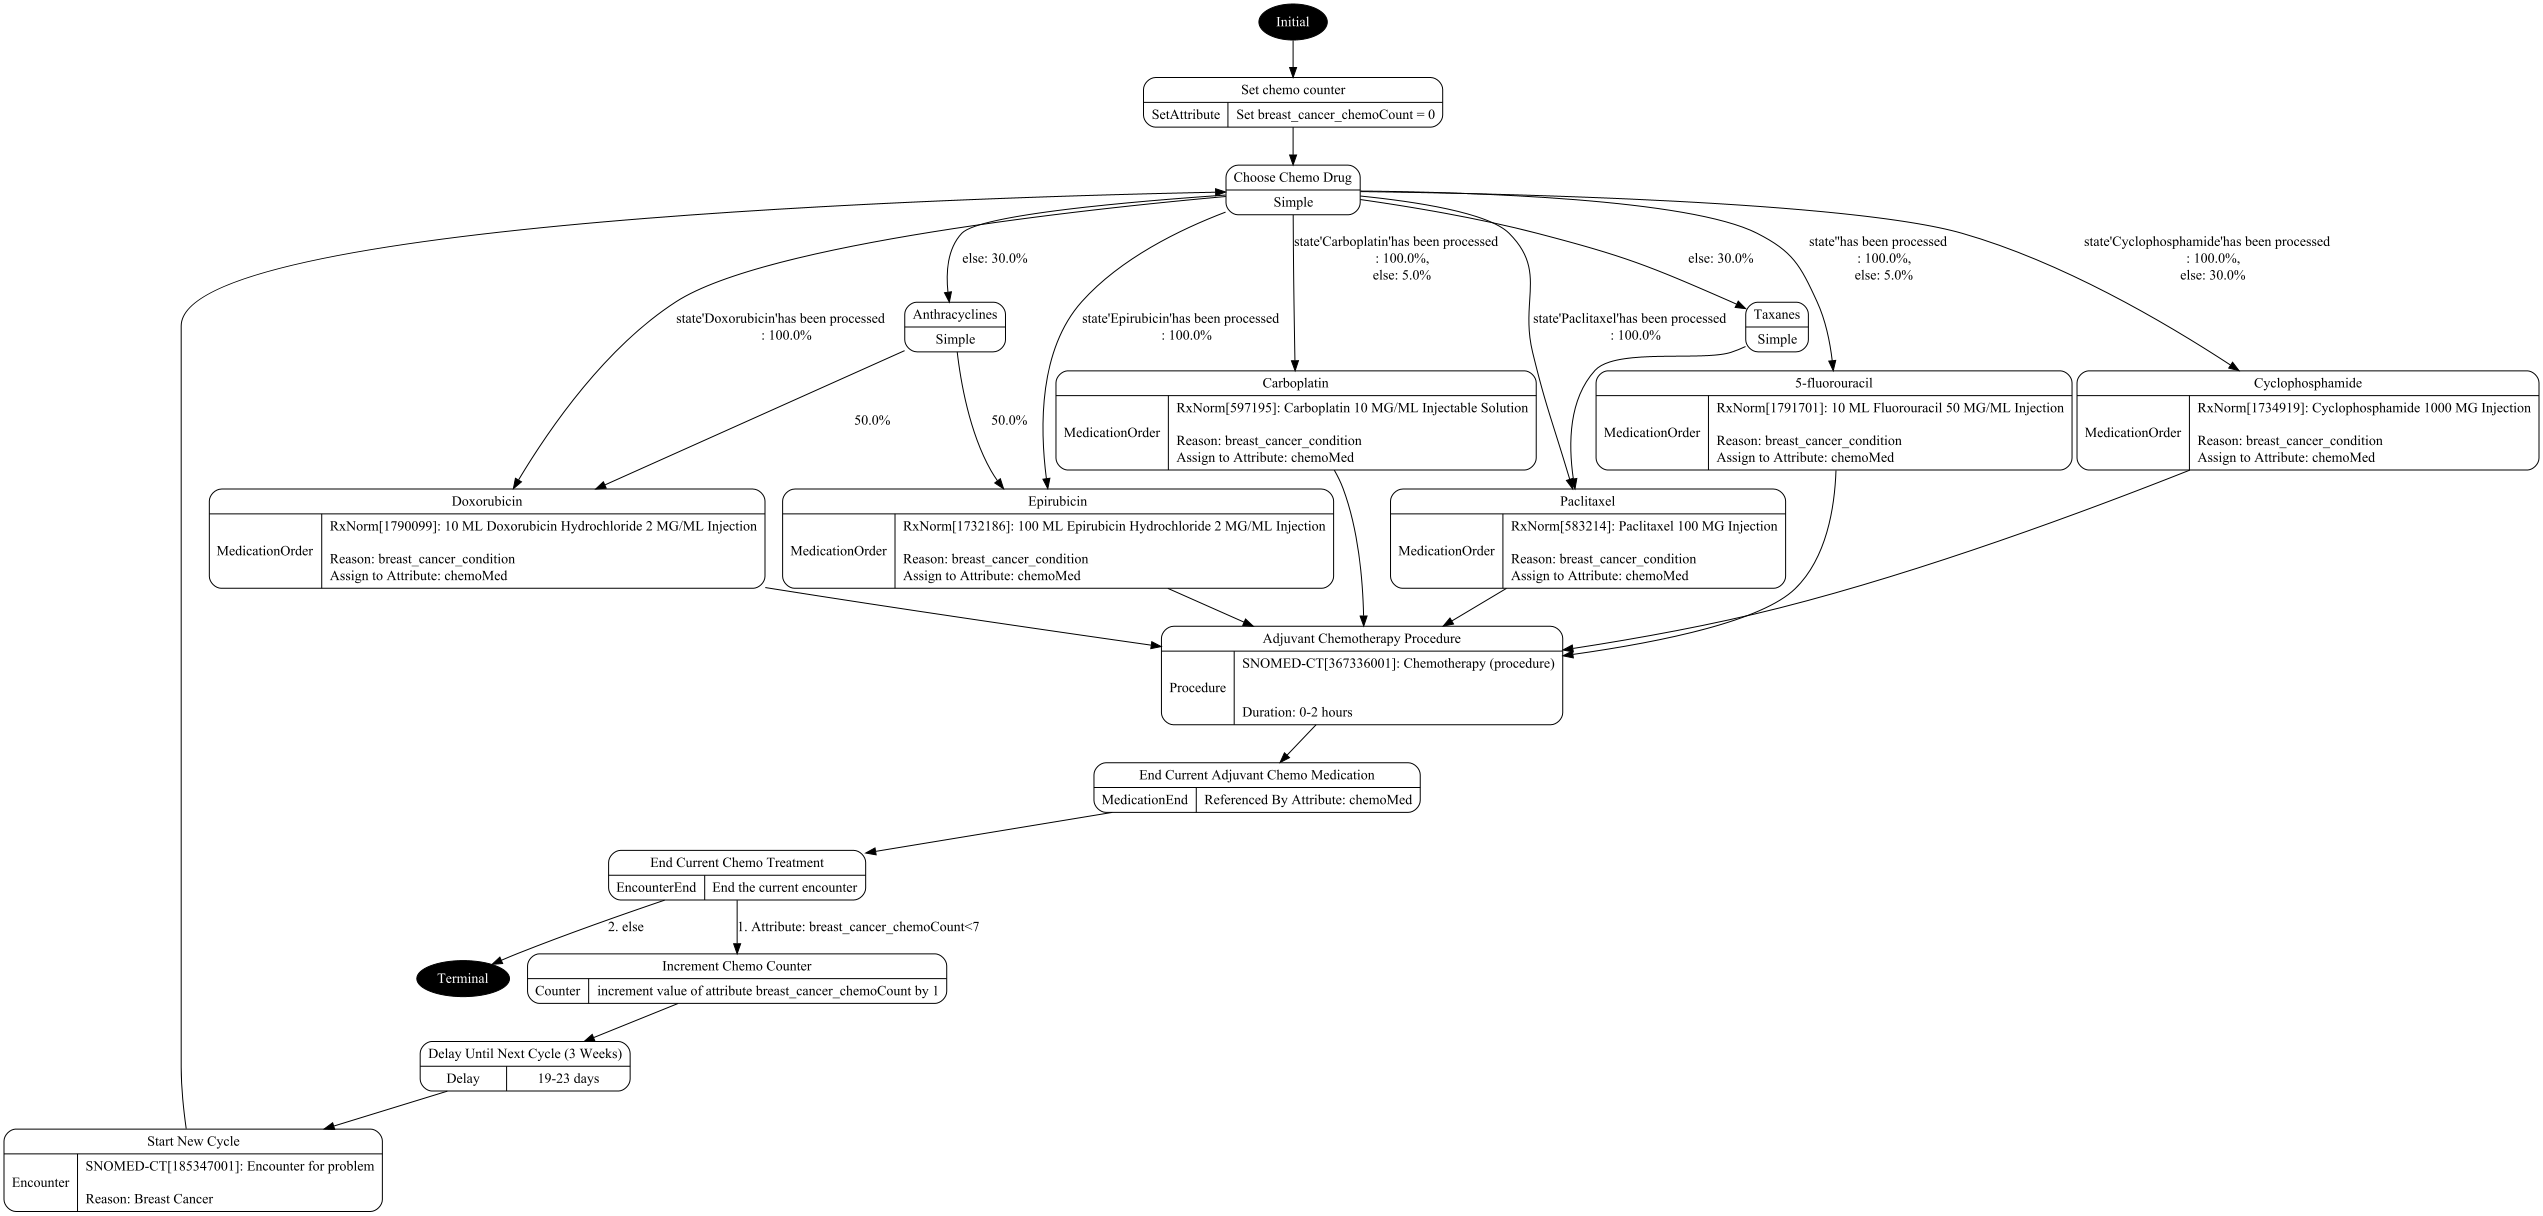 Initial
Set chemo counter
SetAttribute
Set breast_cancer_chemoCount = 0
Choose Chemo Drug
Simple
else: 30.0%
state'Carboplatin'has been processed
: 100.0%,
else: 5.0%
else: 30.0%
state''has been processed
: 100.0%,
else: 5.0%
state'Cyclophosphamide'has been processed
: 100.0%,
else: 30.0%
state'Doxorubicin'has been processed
: 100.0%
Anthracyclines
Simple
state'Epirubicin'has been processed
: 100.0%
state'Paclitaxel'has been processed
: 100.0%
Taxanes
Simple
50.0%
50.0%
Carboplatin
MedicationOrder
RxNorm[597195]: Carboplatin 10 MG/ML Injectable Solution
Reason: breast_cancer_condition
Assign to Attribute: chemoMed
5-fluorouracil
MedicationOrder
RxNorm[1791701]: 10 ML Fluorouracil 50 MG/ML Injection
Reason: breast_cancer_condition
Assign to Attribute: chemoMed
Cyclophosphamide
MedicationOrder
RxNorm[1734919]: Cyclophosphamide 1000 MG Injection
Reason: breast_cancer_condition
Assign to Attribute: chemoMed
Doxorubicin
MedicationOrder
RxNorm[1790099]: 10 ML Doxorubicin Hydrochloride 2 MG/ML Injection
Reason: breast_cancer_condition
Assign to Attribute: chemoMed
Epirubicin
MedicationOrder
RxNorm[1732186]: 100 ML Epirubicin Hydrochloride 2 MG/ML Injection
Reason: breast_cancer_condition
Assign to Attribute: chemoMed
Paclitaxel
MedicationOrder
RxNorm[583214]: Paclitaxel 100 MG Injection
Reason: breast_cancer_condition
Assign to Attribute: chemoMed
Adjuvant Chemotherapy Procedure
Procedure
SNOMED-CT[367336001]: Chemotherapy (procedure)
Duration: 0-2 hours
End Current Adjuvant Chemo Medication
MedicationEnd
Referenced By Attribute: chemoMed
End Current Chemo Treatment
EncounterEnd
End the current encounter
2. else
1. Attribute: breast_cancer_chemoCount<7
Terminal
Increment Chemo Counter
Counter
increment value of attribute breast_cancer_chemoCount by 1
Delay Until Next Cycle (3 Weeks)
Delay
19-23 days
Start New Cycle
Encounter
SNOMED-CT[185347001]: Encounter for problem
Reason: Breast Cancer